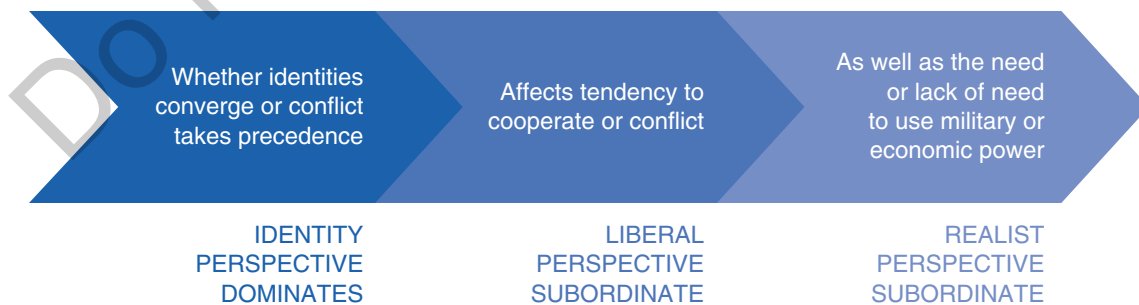 Whether identities
converge or conflict
takes precedence
Affects tendency to
cooperate or conflict
As well as the need
or lack of need
to use military or
economic power
IDENTITY
PERSPECTIVE
DOMINATES
LIBERAL
PERSPECTIVE
SUBORDINATE
REALIST
PERSPECTIVE
SUBORDINATE
Do